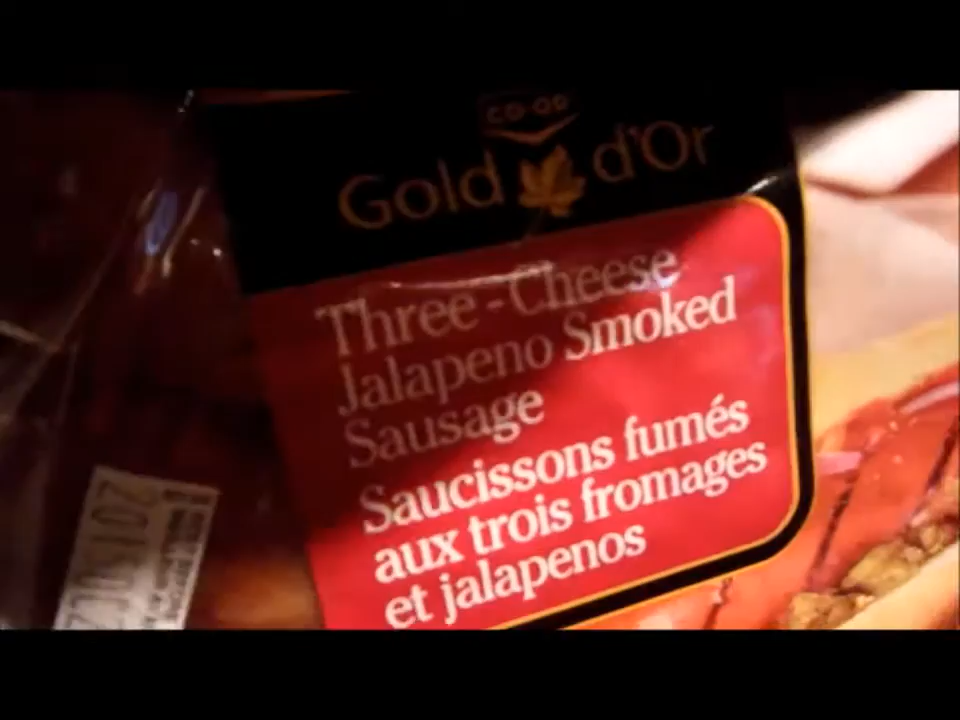 CO-OP
Gold d'Or
Three-Cheese
Jalapeno Smoked
Sausage
Saucissons fumés
aux trois fromages
et jalapenos